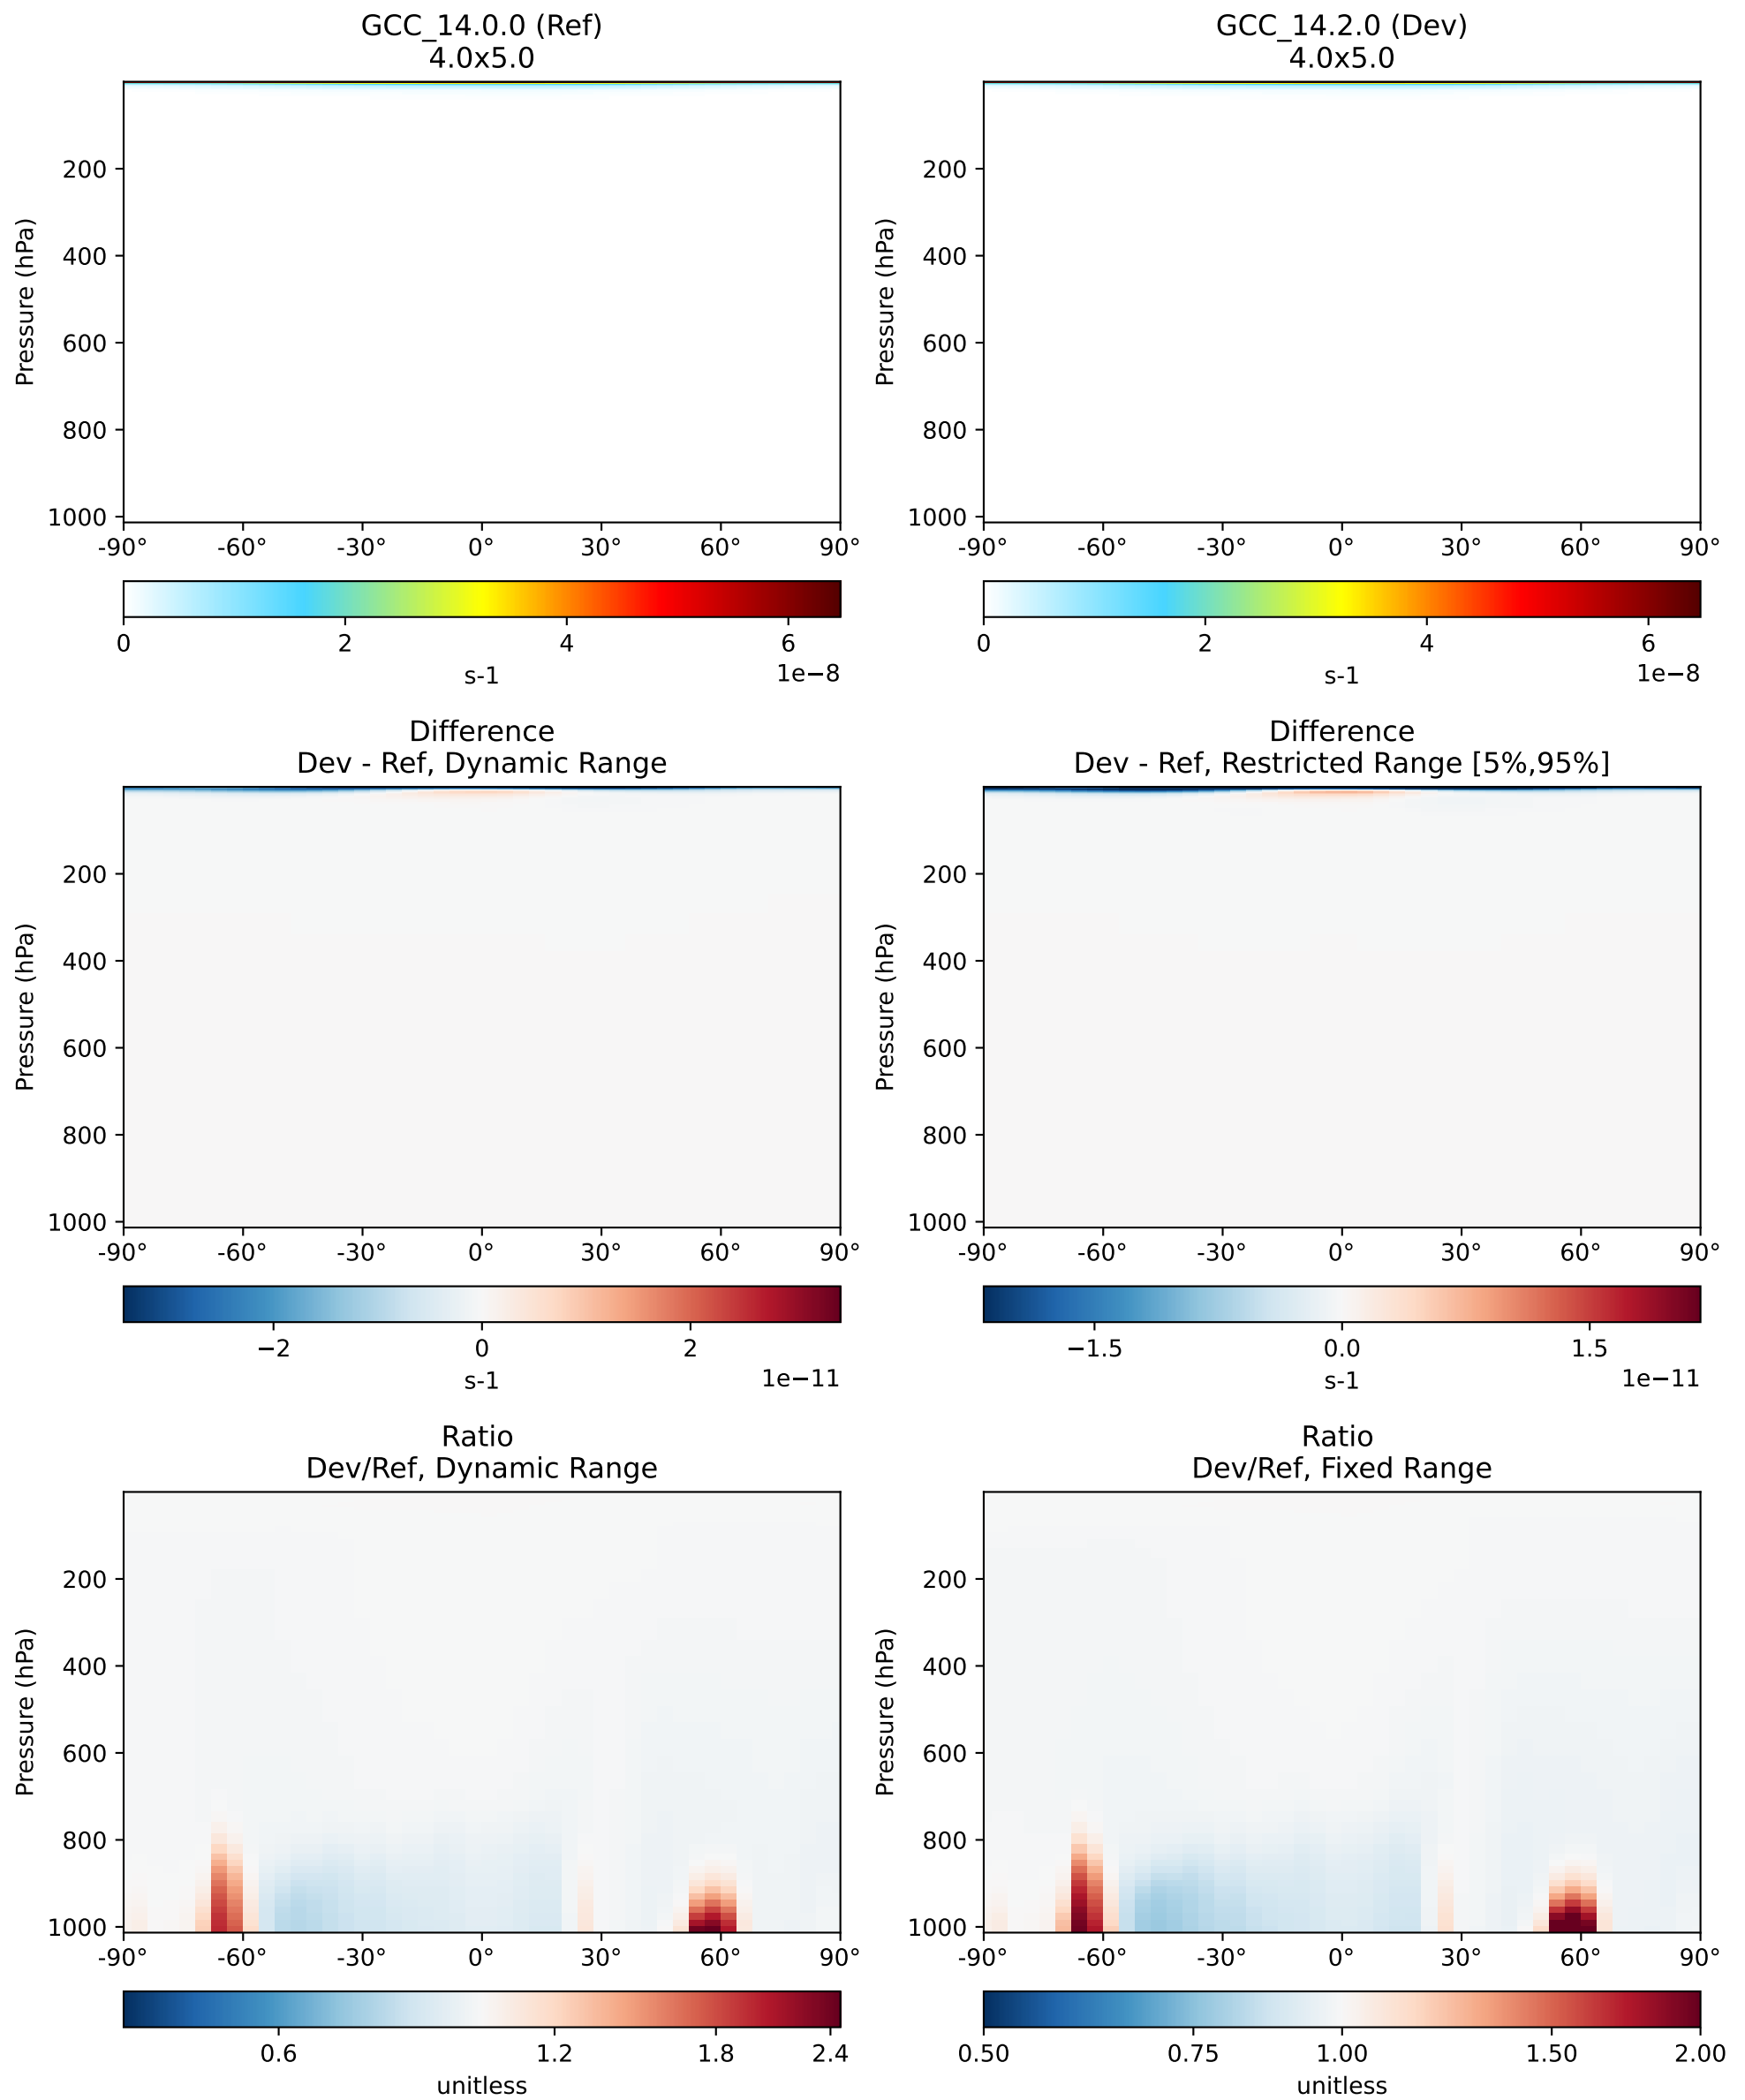 GCC_14.0.0 (Ref)
4.0x5.0
Pressure (hPa)
200
400
600
800
1000
-90° -60° -30° 0° 30° 60° 90°
0 2 4 6
s-1 1e−8
GCC_14.2.0 (Dev)
4.0x5.0
Pressure (hPa)
200
400
600
800
1000
-90° -60° -30° 0° 30° 60° 90°
0 2 4 6
s-1 1e−8
Difference
Dev - Ref, Dynamic Range
Pressure (hPa)
200
400
600
800
1000
-90° -60° -30° 0° 30° 60° 90°
−2 0 2
s-1 1e−11
Difference
Dev - Ref, Restricted Range [5%,95%]
Pressure (hPa)
200
400
600
800
1000
-90° -60° -30° 0° 30° 60° 90°
−1.5 0.0 1.5
s-1 1e−11
Ratio
Dev/Ref, Dynamic Range
Pressure (hPa)
200
400
600
800
1000
-90° -60° -30° 0° 30° 60° 90°
0.6 1.2 1.8 2.4
unitless
Ratio
Dev/Ref, Fixed Range
Pressure (hPa)
200
400
600
800
1000
-90° -60° -30° 0° 30° 60° 90°
0.50 0.75 1.00 1.50 2.00
unitless